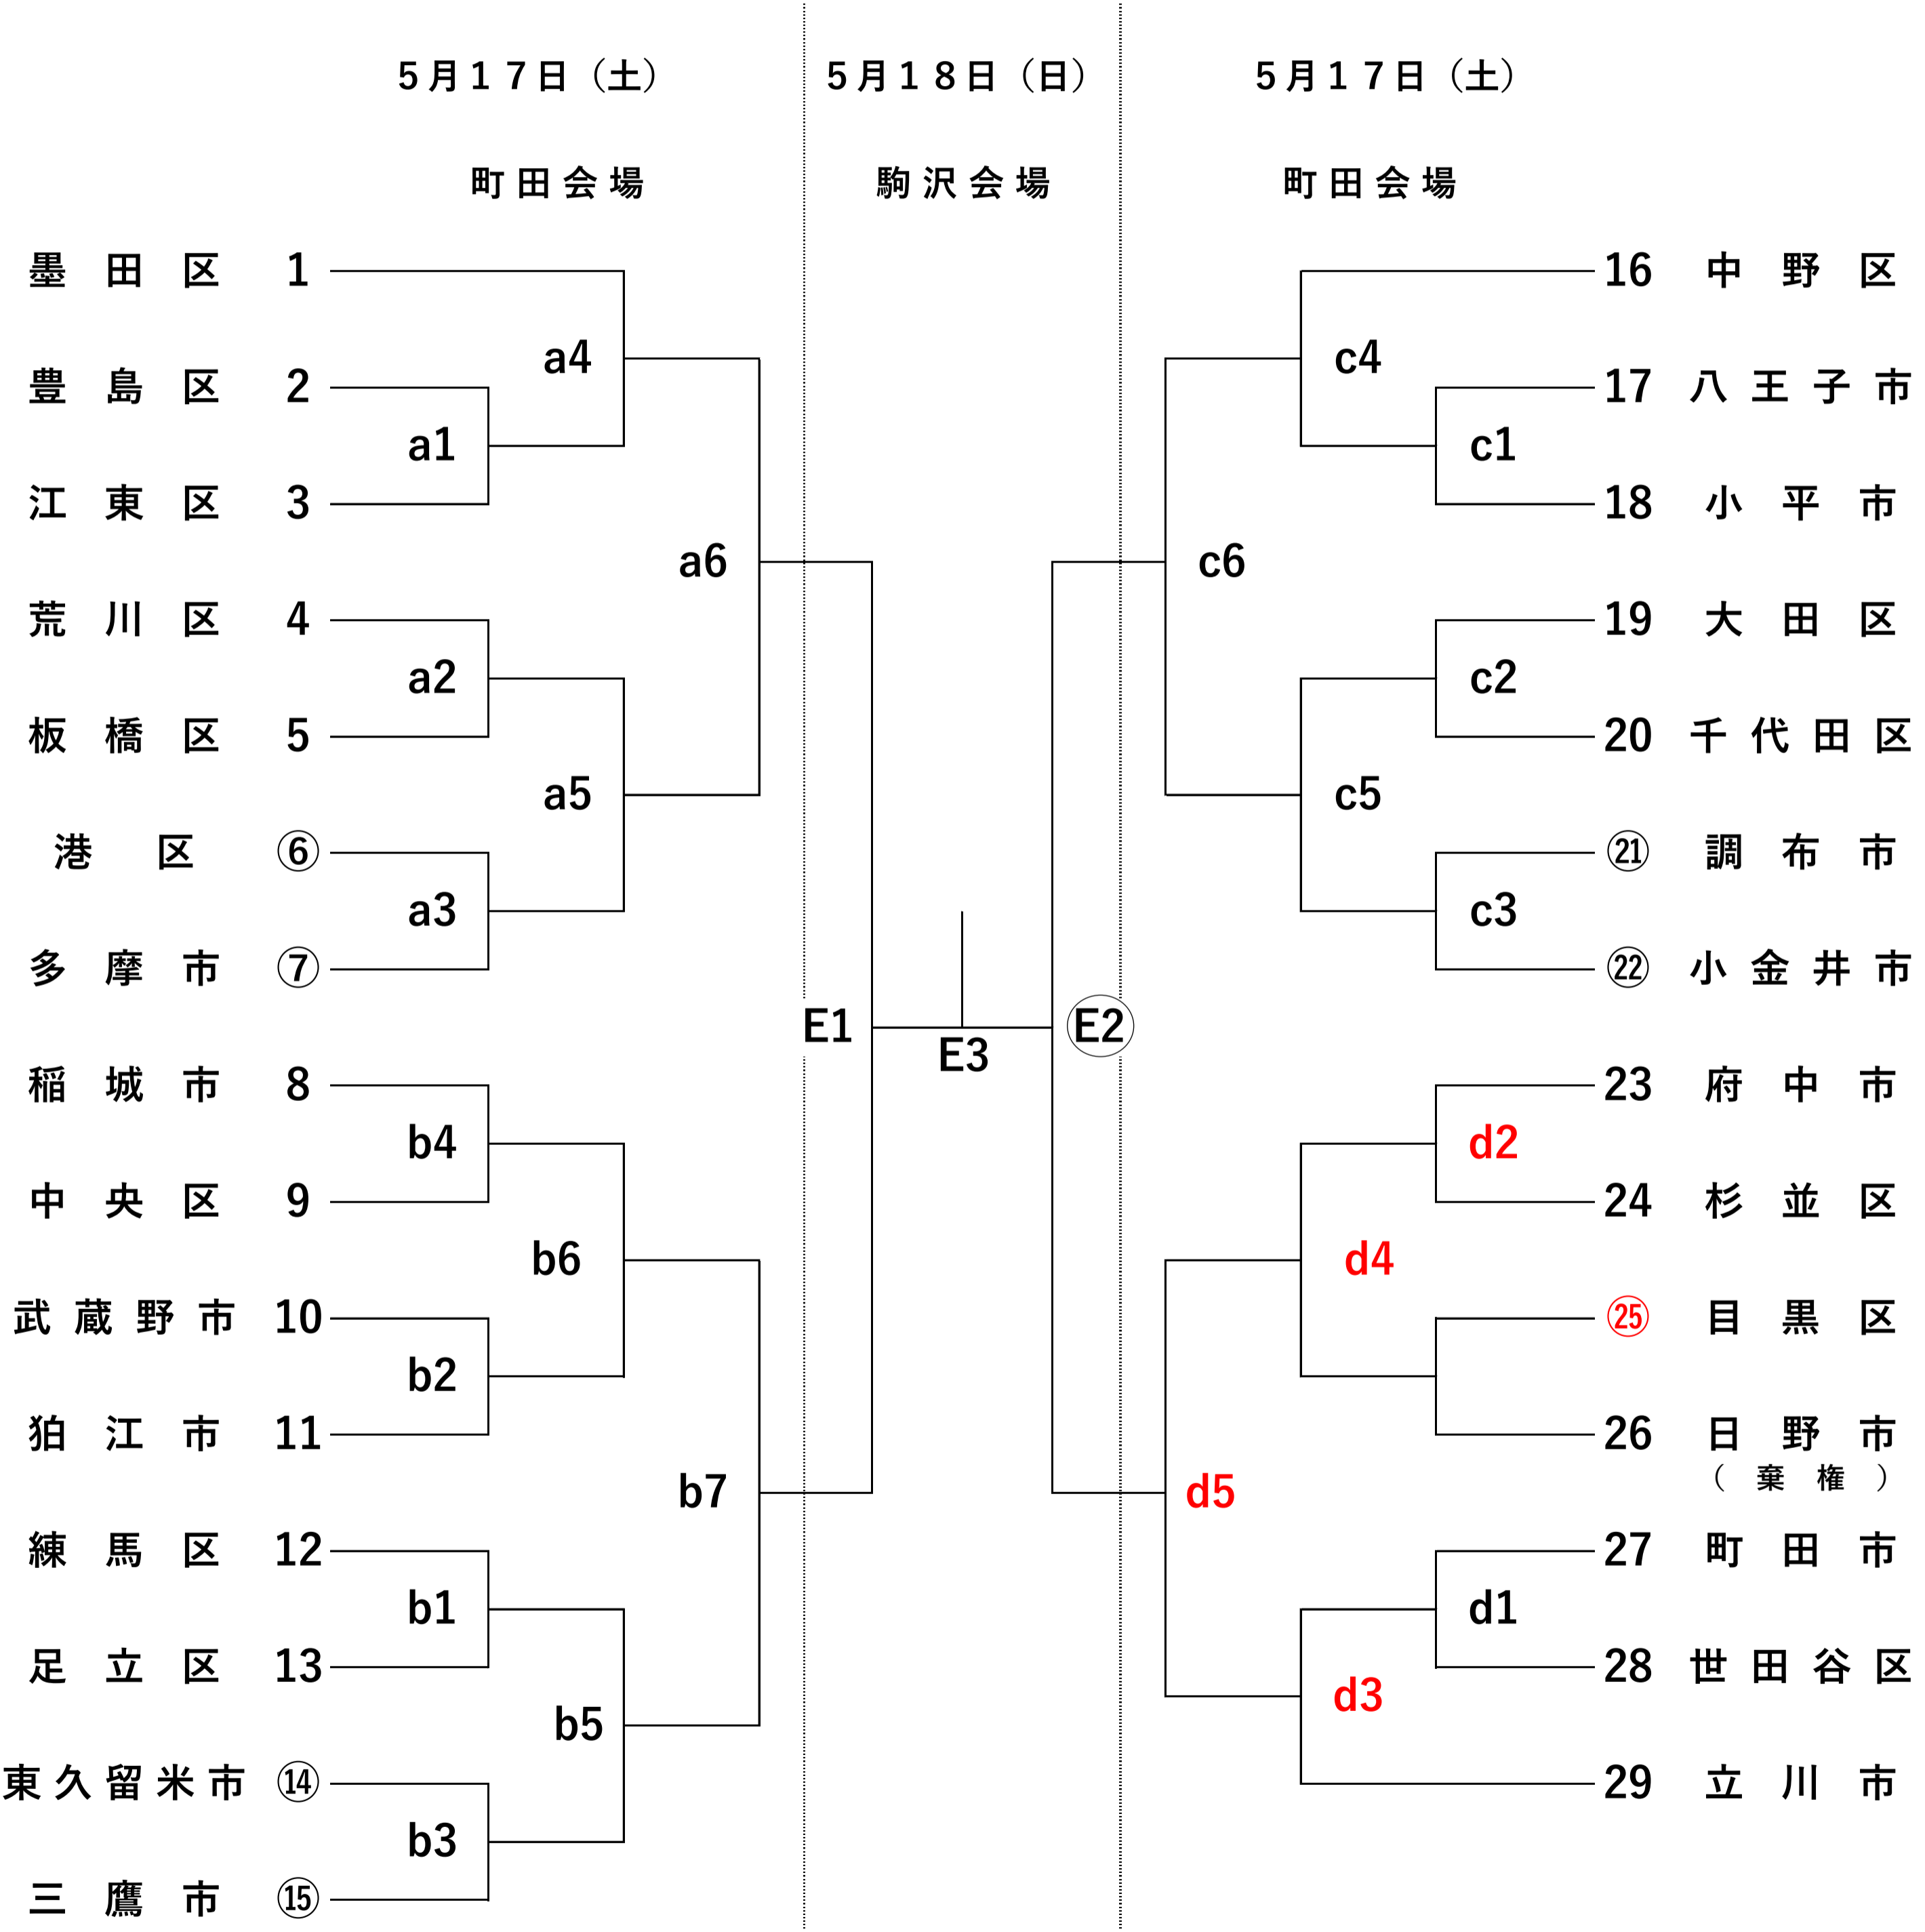 5月17日（土） 5月18日（日） 5月17日（土）
町田会場 駒沢会場 町田会場
墨田区 1 16 中野区
a4 c4
豊島区 2 17 八王子市
a1 c1
江東区 3 18 小平市
a6 c6
荒川区 4 19 大田区
a2 c2
板橋区 5 20 千代田区
a5 c5
港区 ⑥ ㉑ 調布市
a3 c3
多摩市 ⑦ ㉒ 小金井市
E1 E3 E2
稲城市 8 23 府中市
b4 d2
中央区 9 24 杉並区
b6 d4
武蔵野市 10 ㉕ 目黒区
b2
狛江市 11 26 日野市
（棄権）
b7 d5
練馬区 12 27 町田市
b1 d1
足立区 13 28 世田谷区
b5 d3
東久留米市 ⑭ 29 立川市
b3
三鷹市 ⑮